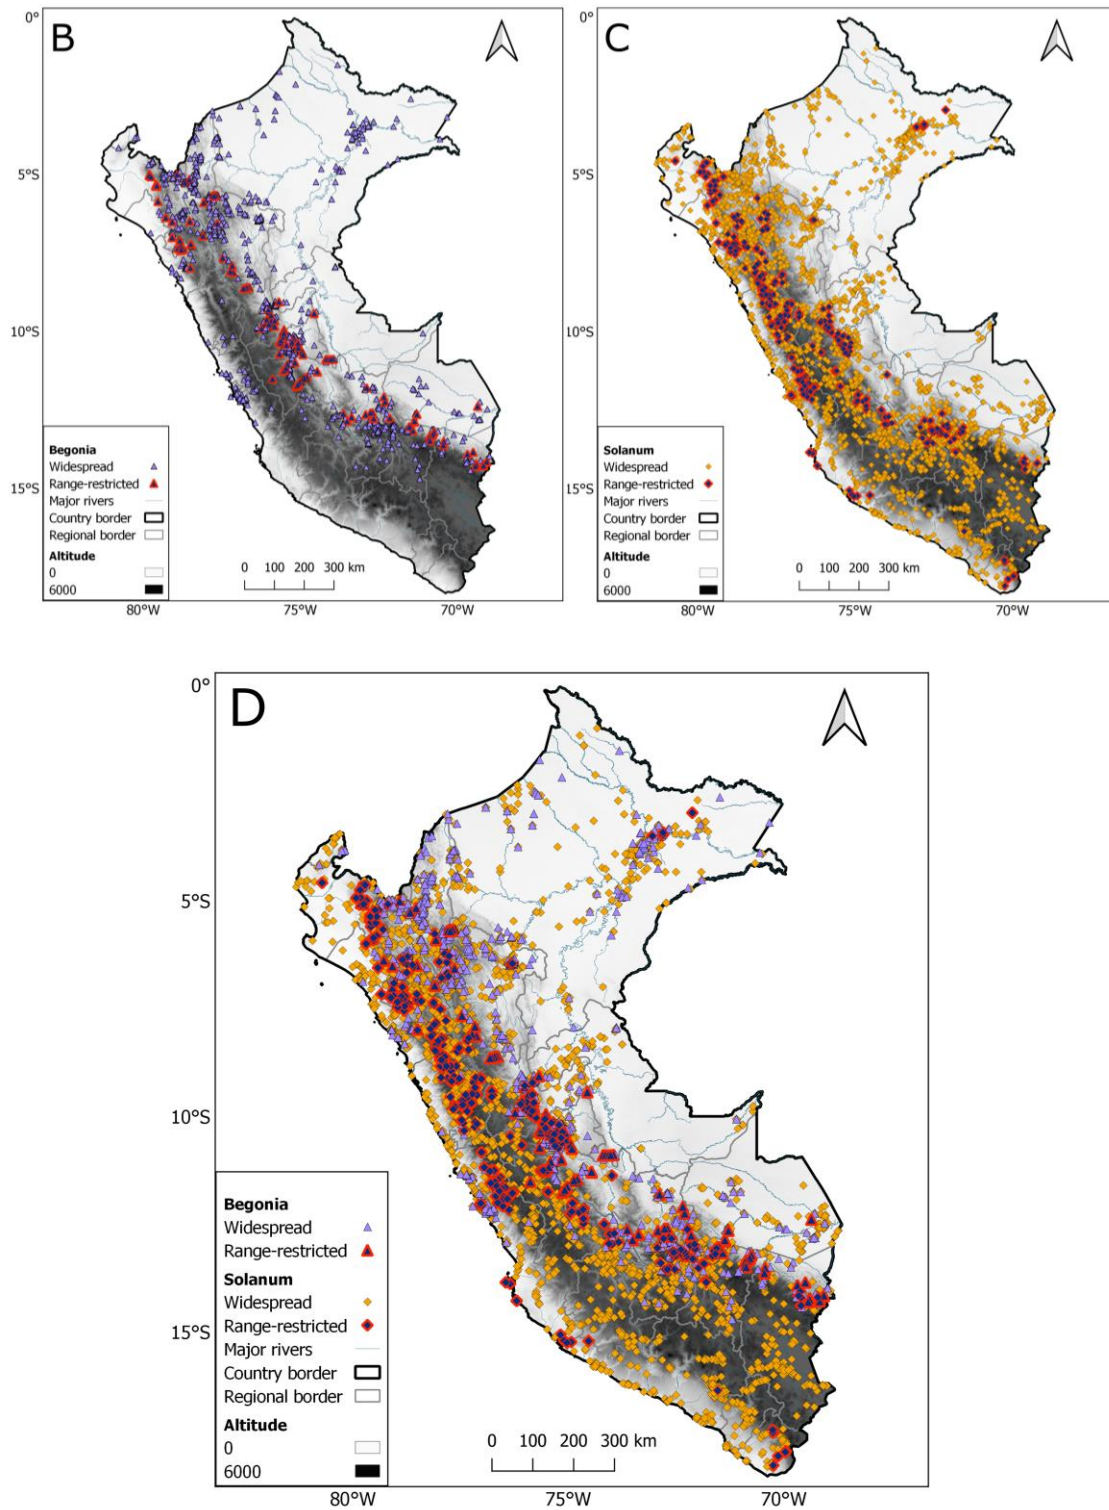 B
0°
5°S
10°S
15°S
Begonia
Widespread
Range-restricted
Major rivers
Country border
Regional border
Altitude
0
6000
0 100 200 300 km
80°W 75°W 70°W
C
0°
5°S
10°S
15°S
Solanum
Widespread
Range-restricted
Major rivers
Country border
Regional border
Altitude
0
6000
0 100 200 300 km
80°W 75°W 70°W
D
0°
5°S
10°S
15°S
Begonia
Widespread
Range-restricted
Solanum
Widespread
Range-restricted
Major rivers
Country border
Regional border
Altitude
0
6000
0 100 200 300 km
80°W 75°W 70°W